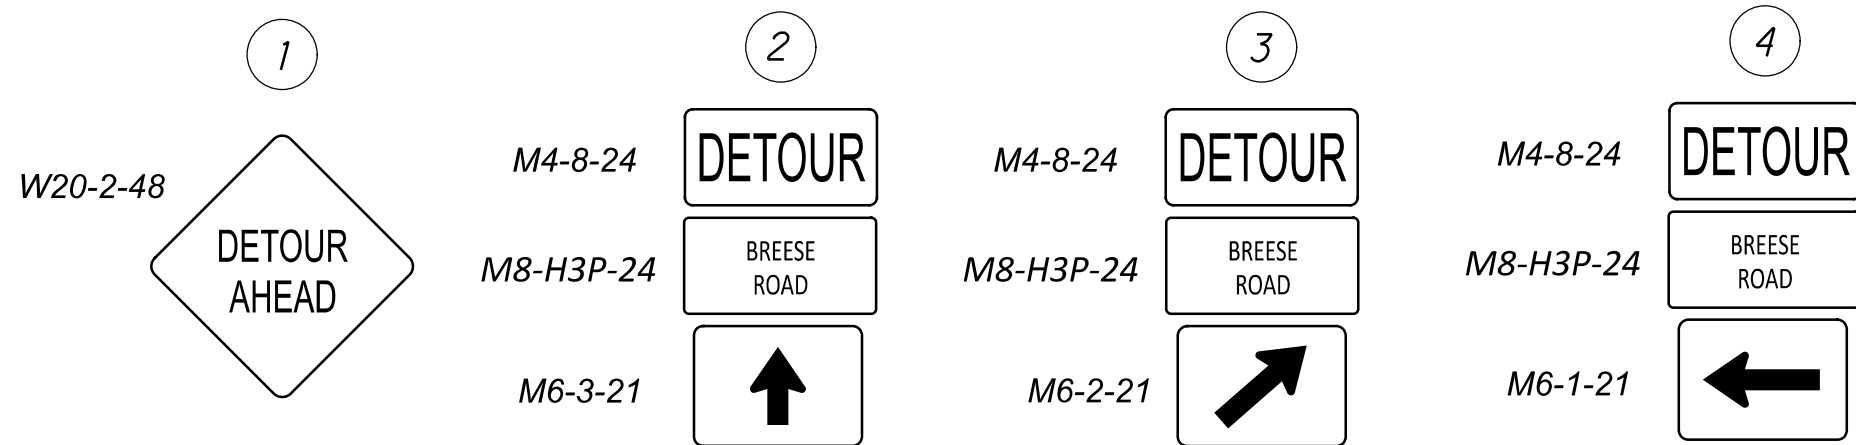 1
W20-2-48
DETOUR
AHEAD
2
M4-8-24
DETOUR
M8-H3P-24
BREESE
ROAD
M6-3-21
3
M4-8-24
DETOUR
M8-H3P-24
BREESE
ROAD
M6-2-21
4
M4-8-24
DETOUR
M8-H3P-24
BREESE
ROAD
M6-1-21